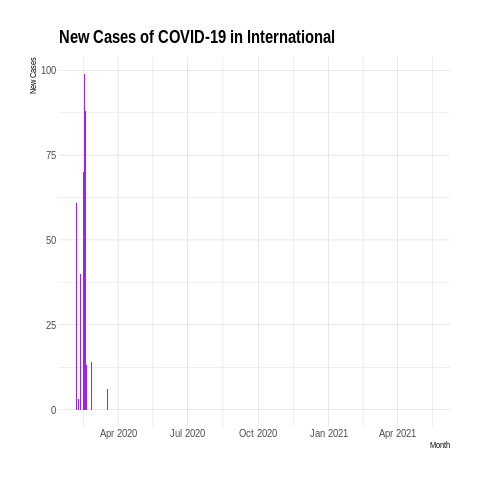 New Cases of COVID-19 in International
New Cases
100
75
50
25
0
Apr 2020 Jul 2020 Oct 2020 Jan 2021 Apr 2021
Month